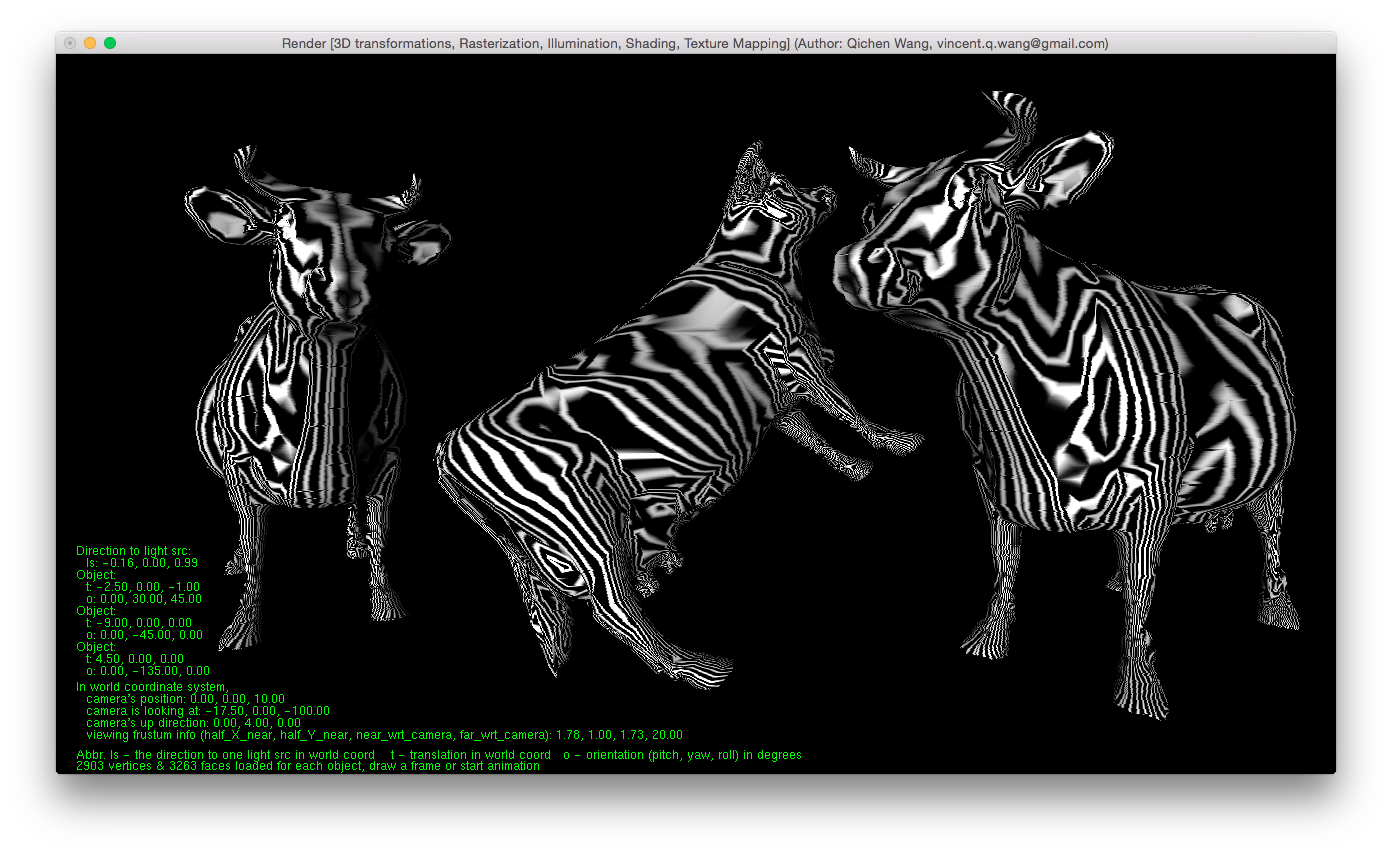 Render [3D transformations, Rasterization, Illumination, Shading, Texture Mapping] (Author: Qichen Wang, vincent.q.wang@gmail.com)
Direction to light src:
ls: -0.16, 0.00, 0.99
Object:
t: -2.50, 0.00, -1.00
o: 0.00, 30.00, 45.00
Object:
t: -9.00, 0.00, 0.00
o: 0.00, -45.00, 0.00
Object:
t: 4.50, 0.00, 0.00
o: 0.00, -135.00, 0.00
In world coordinate system,
camera's position: 0.00, 0.00, 10.00
camera is looking at: -17.50, 0.00, -100.00
camera's up direction: 0.00, 4.00, 0.00
viewing frustum info (half_X_near, half_Y_near, near_wrt_camera, far_wrt_camera): 1.78, 1.00, 1.73, 20.00
Abbr. ls - the direction to one light src in world coord t - translation in world coord o - orientation (pitch, yaw, roll) in degrees
2903 vertices & 3263 faces loaded for each object, draw a frame or start animation